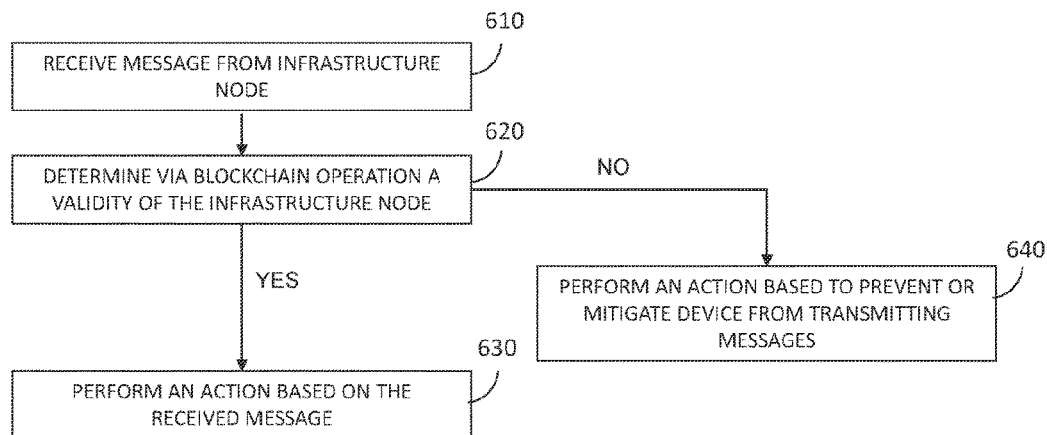 610
RECEIVE MESSAGE FROM INFRASTRUCTURE
NODE
620
DETERMINE VIA BLOCKCHAIN OPERATION A
VALIDITY OF THE INFRASTRUCTURE NODE
NO
YES
640
PERFORM AN ACTION BASED TO PREVENT OR
MITIGATE DEVICE FROM TRANSMITTING
MESSAGES
630
PERFORM AN ACTION BASED ON THE
RECEIVED MESSAGE